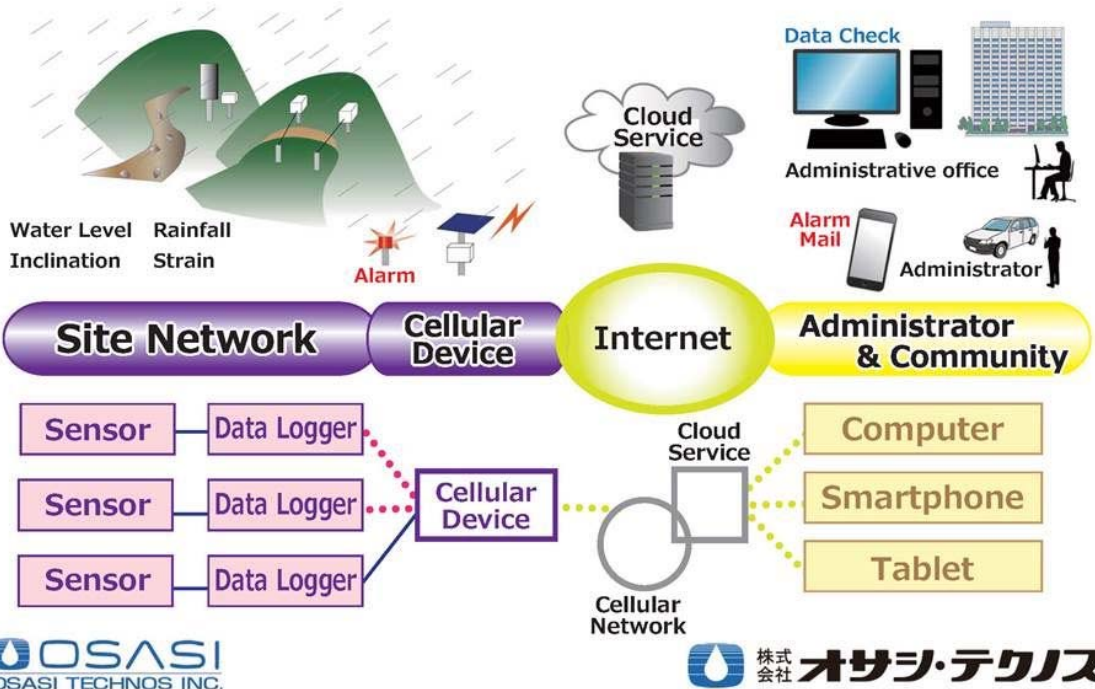 Data Check
Cloud
Service
Administrative office
Water Level Rainfall
Inclination Strain
Alarm
Alarm
Mail
Administrator
Site Network
Cellular
Device
Internet
Administrator
& Community
Sensor
Data Logger
Sensor
Data Logger
Sensor
Data Logger
Cellular
Device
Cloud
Service
Cellular
Network
Computer
Smartphone
Tablet
OSASI
OSASI TECHNOS INC.
株式
会社
オサシ・テクノス